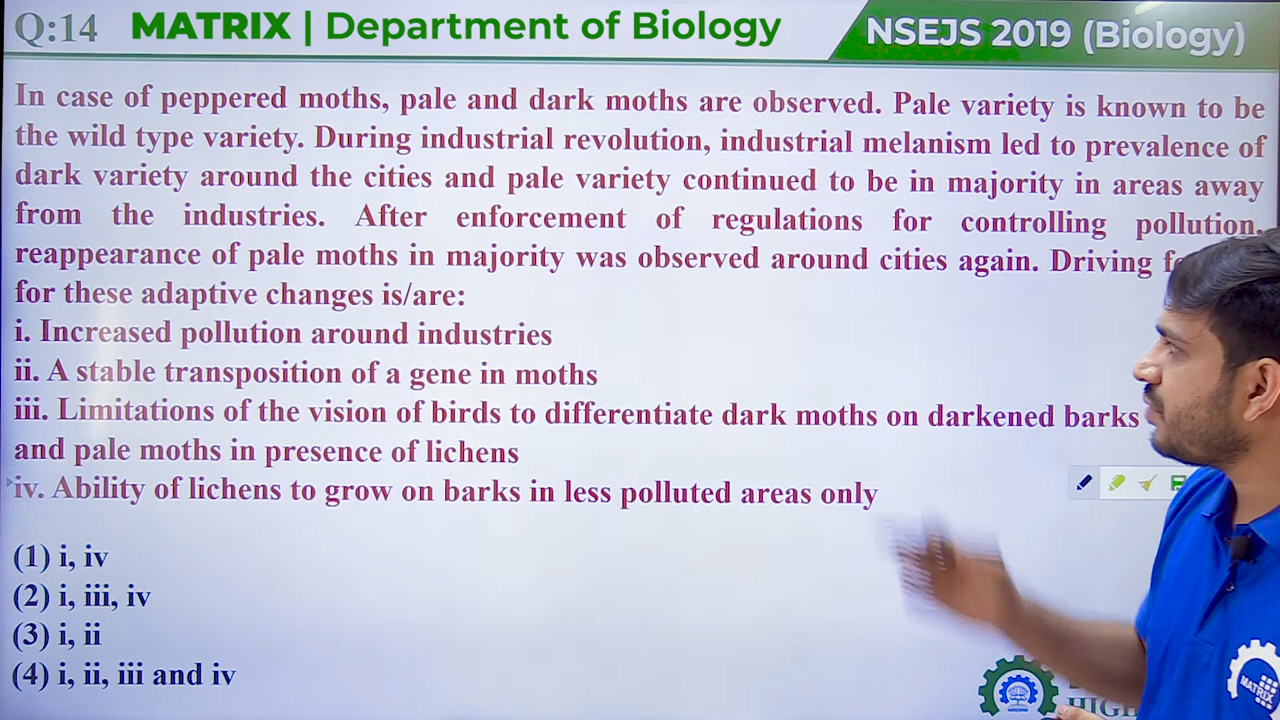 Q:14 MATRIX | Department of Biology NSEJS 2019 (Biology)
In case of peppered moths, pale and dark moths are observed. Pale variety is known to be
the wild type variety. During industrial revolution, industrial melanism led to prevalence of
dark variety around the cities and pale variety continued to be in majority in areas away
from the industries. After enforcement of regulations for controlling pollution,
reappearance of pale moths in majority was observed around cities again. Driving
for these adaptive changes is/are:
i. Increased pollution around industries
ii. A stable transposition of a gene in moths
iii. Limitations of the vision of birds to differentiate dark moths on darkened barks
and pale moths in presence of lichens
iv. Ability of lichens to grow on barks in less polluted areas only
(1) i, iv
(2) i, iii, iv
(3) i, ii
(4) i, ii, iii and iv
MATRIX